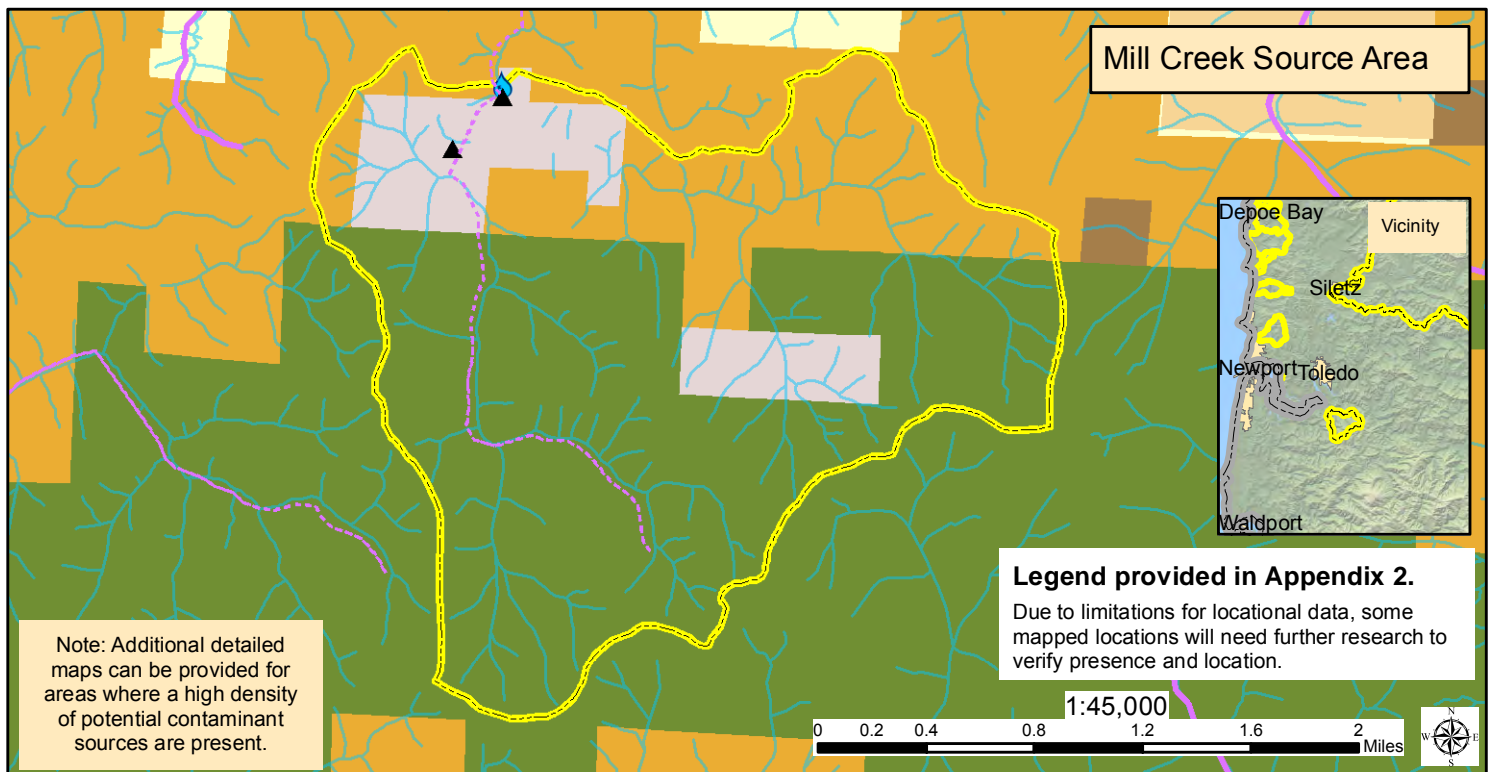 Mill Creek Source Area
Depoe Bay
Vicinity
Siletz
Newport
Toledo
Waldport
Legend provided in Appendix 2.
Due to limitations for locational data, some
mapped locations will need further research to
verify presence and location.
Note: Additional detailed
maps can be provided for
areas where a high density
of potential contaminant
sources are present.
1:45,000
0 0.2 0.4 0.8 1.2 1.6 2
Miles
N
W E
S